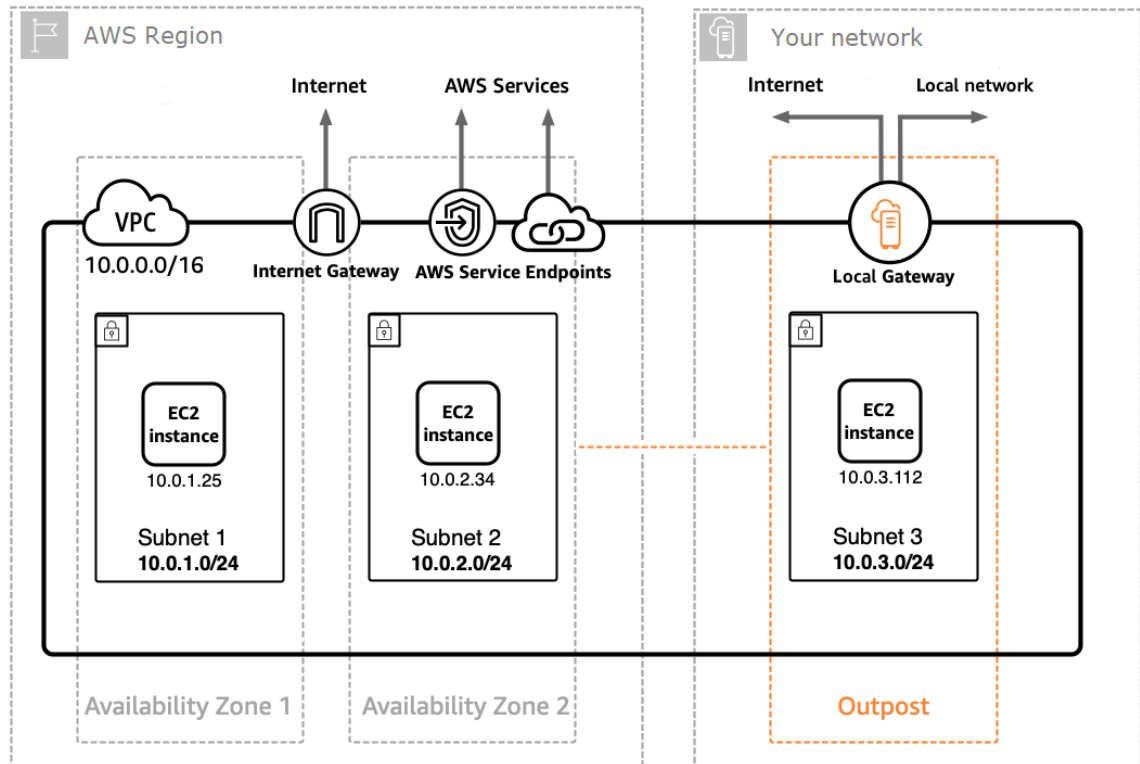 AWS Region
Your network
Internet
AWS Services
Internet
Local network
VPC
10.0.0.0/16
Internet Gateway
AWS Service Endpoints
Local Gateway
EC2
instance
10.0.1.25
Subnet 1
10.0.1.0/24
EC2
instance
10.0.2.34
Subnet 2
10.0.2.0/24
EC2
instance
10.0.3.112
Subnet 3
10.0.3.0/24
Availability Zone 1
Availability Zone 2
Outpost